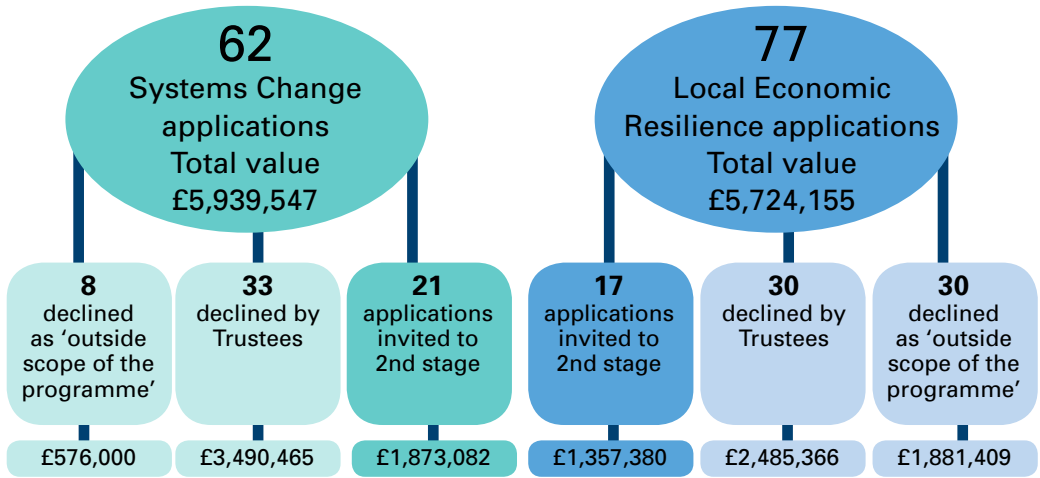 62
Systems Change
applications
Total value
£5,939,547
77
Local Economic
Resilience applications
Total value
£5,724,155
8
declined
as ‘outside
scope of the
programme’
33
declined by
Trustees
21
applications
invited to
2nd stage
17
applications
invited to
2nd stage
30
declined by
Trustees
30
declined
as ‘outside
scope of the
programme’
£576,000
£3,490,465
£1,873,082
£1,357,380
£2,485,366
£1,881,409